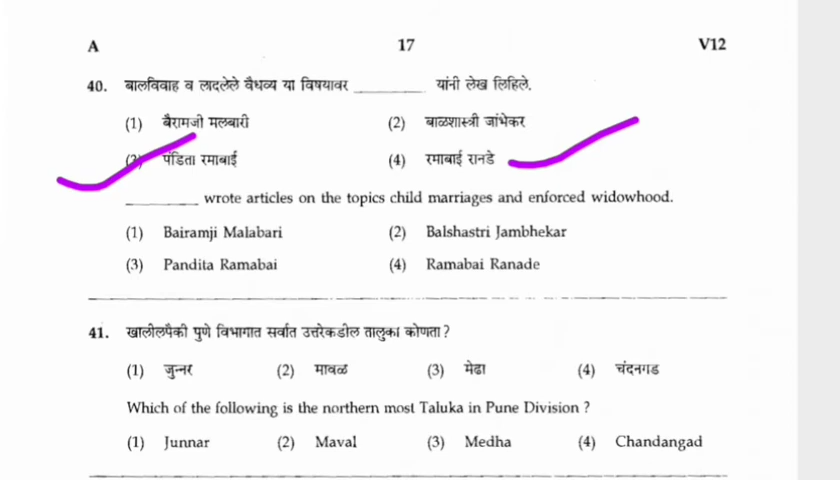 A 17 V12
40. बालविवाह व लादलेले वैधव्य या विषयावर _________ यांनी लेख लिहिले.
(1) बैरामजी मलबारी (2) बाळशास्त्री जांभेकर
(3) पंडिता रमाबाई (4) रमाबाई रानडे
_________ wrote articles on the topics child marriages and enforced widowhood.
(1) Bairamji Malabari (2) Balshastri Jambhekar
(3) Pandita Ramabai (4) Ramabai Ranade
41. खालीलपैकी पुणे विभागात सर्वात उत्तरेकडील तालुका कोणता ?
(1) जुन्नर (2) मावळ (3) मेढा (4) चंदनगड
Which of the following is the northern most Taluka in Pune Division ?
(1) Junnar (2) Maval (3) Medha (4) Chandangad